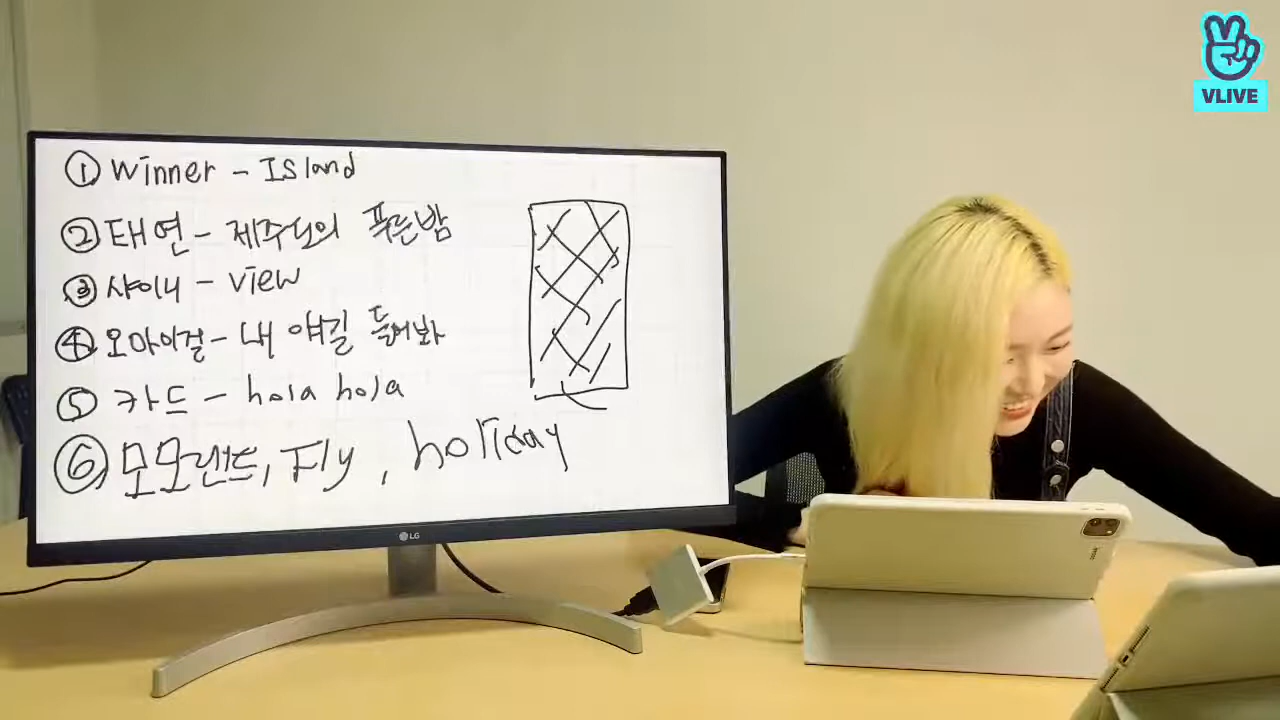 ① Winner - Island
② 태연 - 제주도의 푸른밤
③ 샤이니 - view
④ 오마이걸 - 내 얘길 들어봐
⑤ 카드 - hola hola
⑥ 모모랜드, Fly, holiday
LG
VLIVE